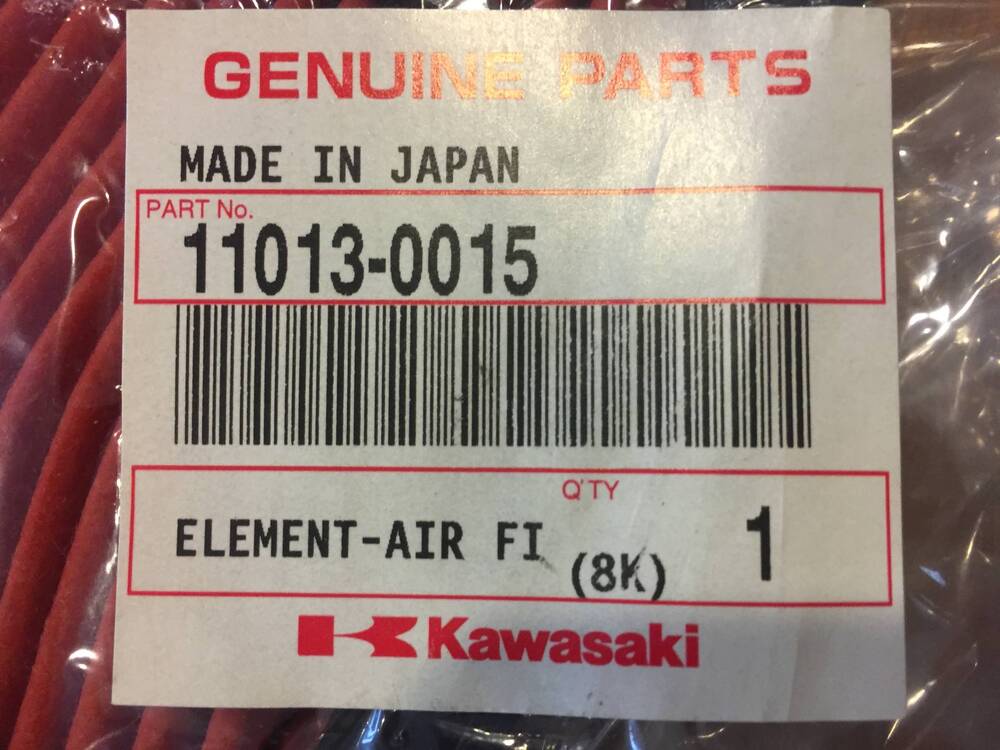 GENUINE PARTS
MADE IN JAPAN
PART No.
11013-0015
Q'TY
ELEMENT-AIR FI (8K) 1
Kawasaki